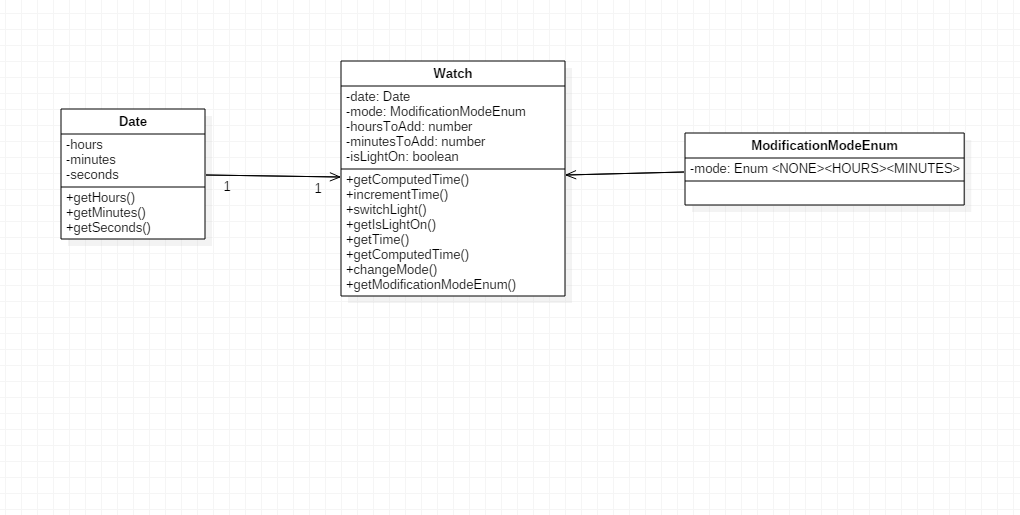 Date
-hours
-minutes
-seconds
+getHours()
+getMinutes()
+getSeconds()
1
1
Watch
-date: Date
-mode: ModificationModeEnum
-hoursToAdd: number
-minutesToAdd: number
-isLightOn: boolean
+getComputedTime()
+incrementTime()
+switchLight()
+getIsLightOn()
+getTime()
+getComputedTime()
+changeMode()
+getModificationModeEnum()
ModificationModeEnum
-mode: Enum <NONE><HOURS><MINUTES>